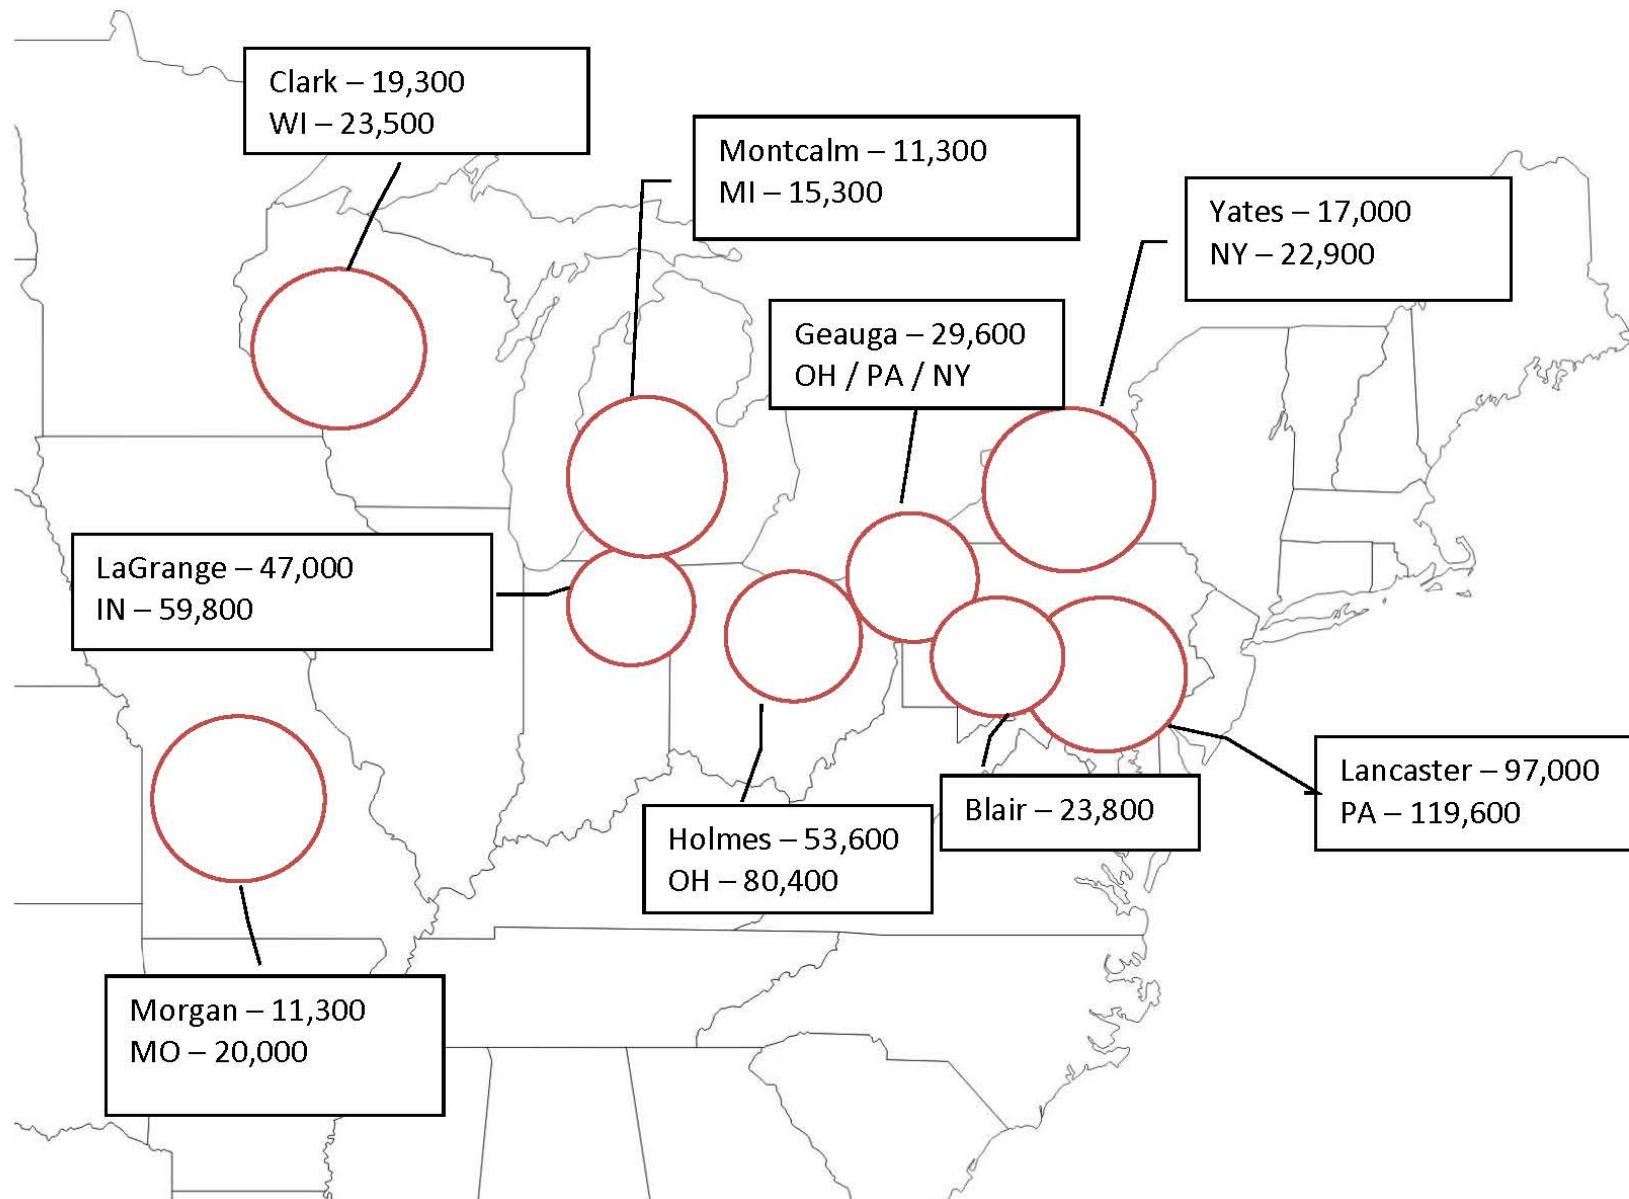 Clark – 19,300
WI – 23,500
Montcalm – 11,300
MI – 15,300
Yates – 17,000
NY – 22,900
Geauga – 29,600
OH / PA / NY
LaGrange – 47,000
IN – 59,800
Lancaster – 97,000
PA – 119,600
Blair – 23,800
Holmes – 53,600
OH – 80,400
Morgan – 11,300
MO – 20,000